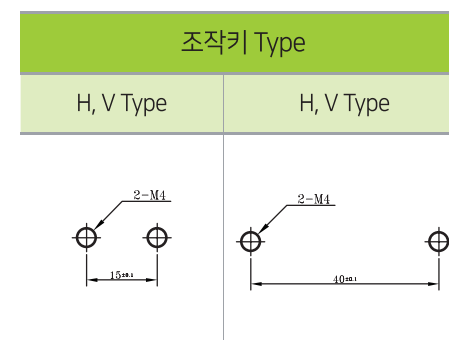 조작키 Type
H, V Type H, V Type
2-M4 2-M4
15±0.1 40±0.1